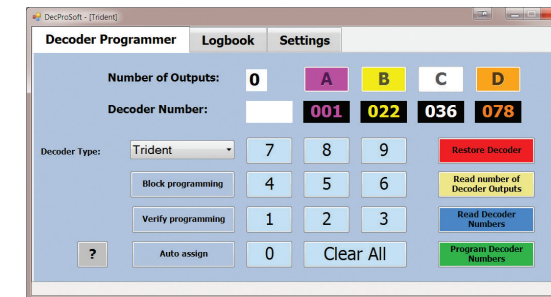 DecProSoft - [Trident]
Decoder Programmer Logbook Settings
Number of Outputs: 0 A B C D
Decoder Number: 001 022 036 078
Decoder Type: Trident 7 8 9 Restore Decoder
Block programming 4 5 6 Read number of
Decoder Outputs
Verify programming 1 2 3 Read Decoder
Numbers
? Auto assign 0 Clear All Program Decoder
Numbers